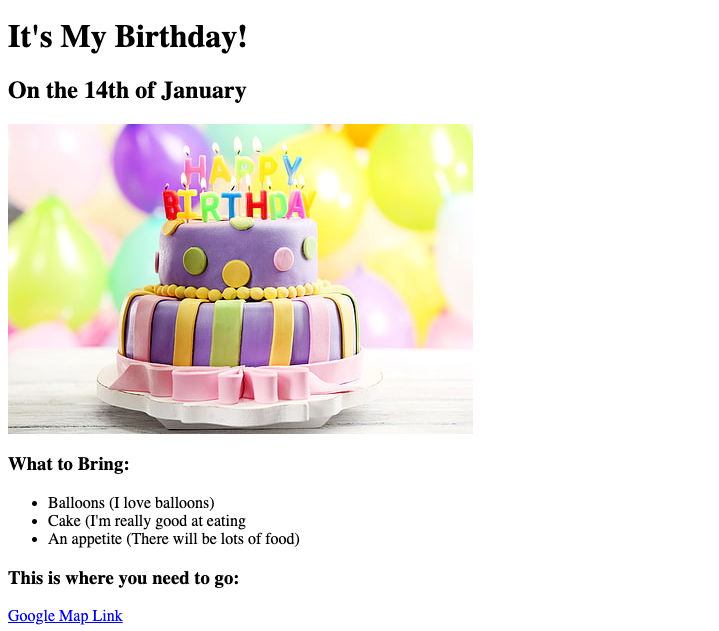 It's My Birthday!
On the 14th of January
HAPPY
BIRTHDAY
What to Bring:
Balloons (I love balloons)
Cake (I'm really good at eating
An appetite (There will be lots of food)
This is where you need to go:
Google Map Link